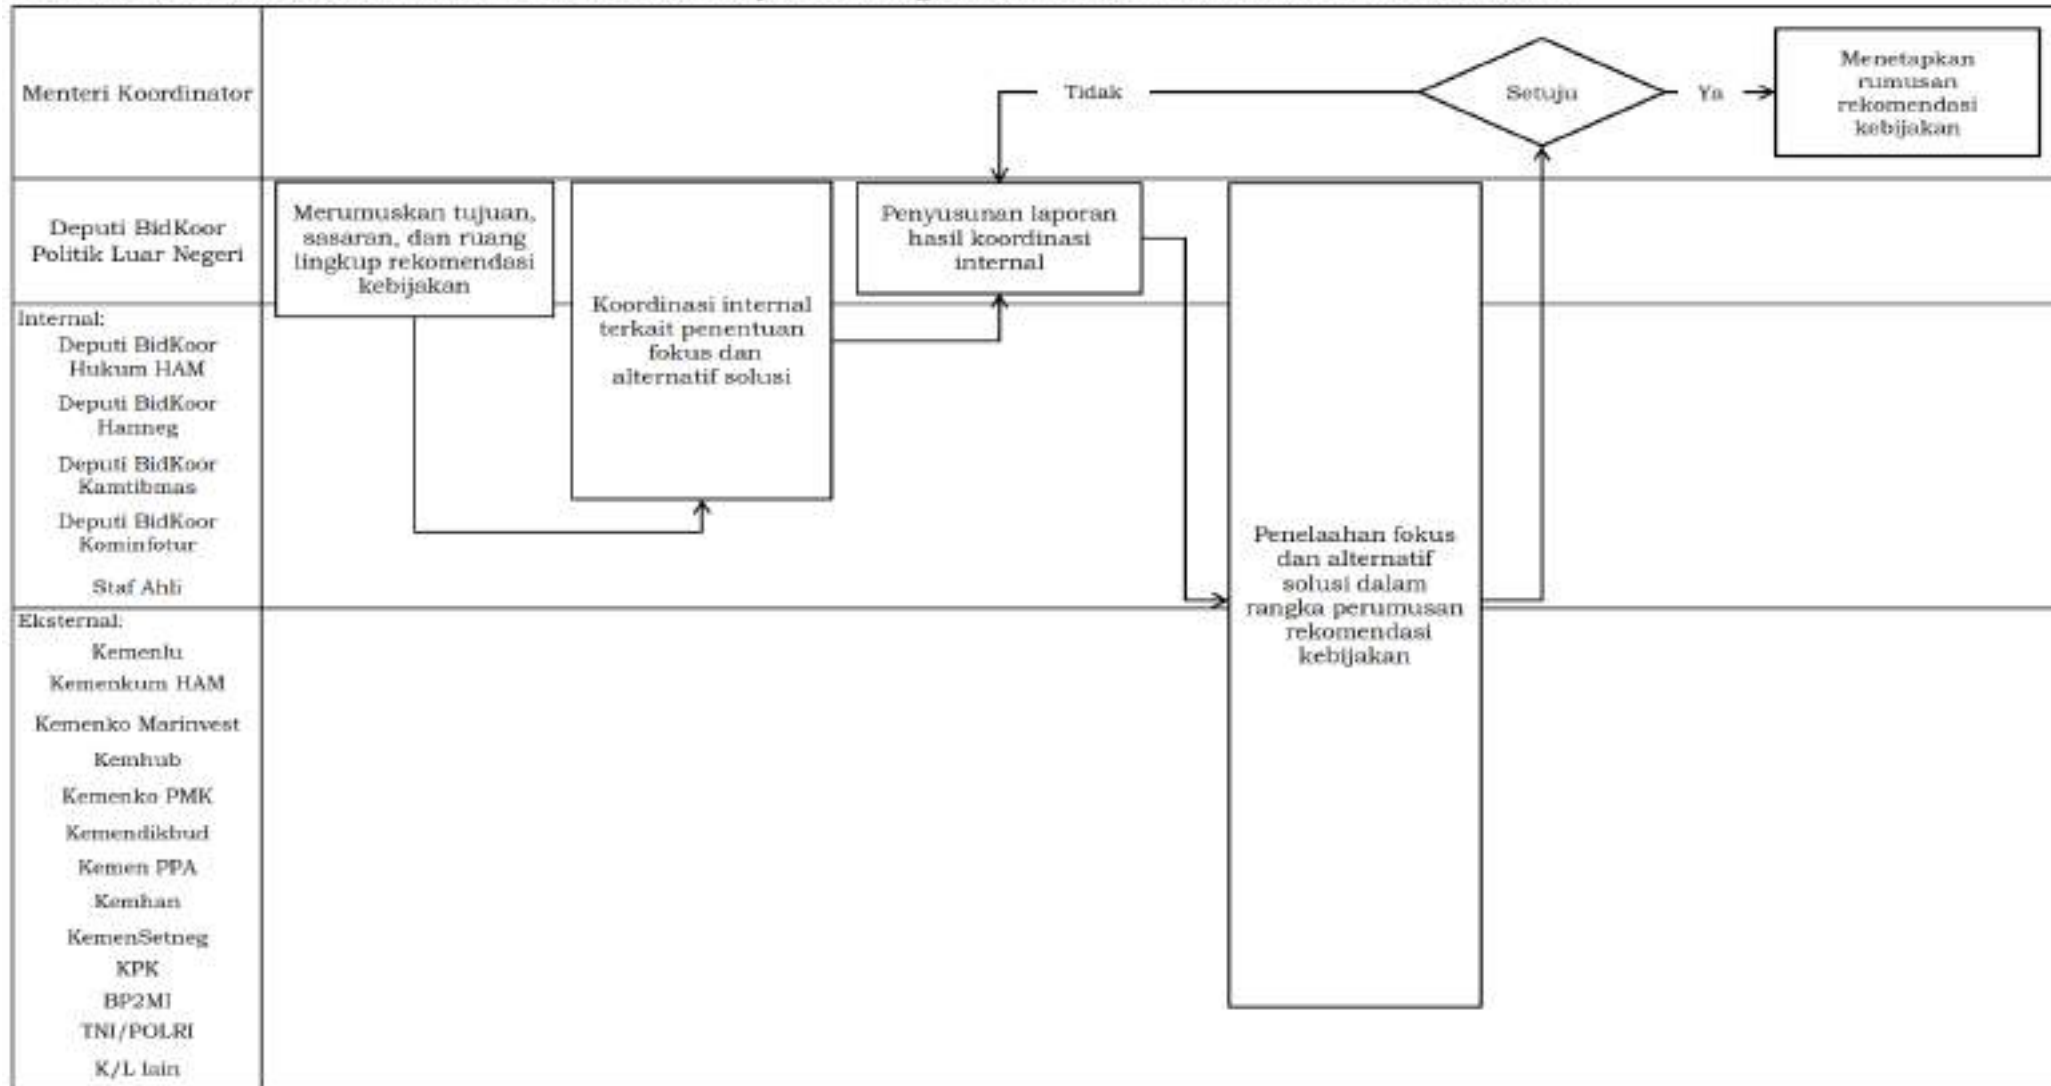 Menteri Koordinator
Tidak
Setuju
Ya
Menetapkan
rumusan
rekomendasi
kebijakan
Deputi BidKoor
Politik Luar Negeri
Merumuskan tujuan,
sasaran, dan ruang
lingkup rekomendasi
kebijakan
Koordinasi internal
terkait penentuan
fokus dan
alternatif solusi
Penyusunan laporan
hasil koordinasi
internal
Penelaahan fokus
dan alternatif
solusi dalam
rangka perumusan
rekomendasi
kebijakan
Internal:
Deputi BidKoor
Hukum HAM
Deputi BidKoor
Hanneg
Deputi BidKoor
Kamtibmas
Deputi BidKoor
Kominfotur
Staf Ahli
Eksternal:
Kemenlu
Kemenkum HAM
Kemenko Marinvest
Kemhub
Kemenko PMK
Kemendikbud
Kemen PPA
Kemhan
KemenSetneg
KPK
BP2MI
TNI/POLRI
K/L lain